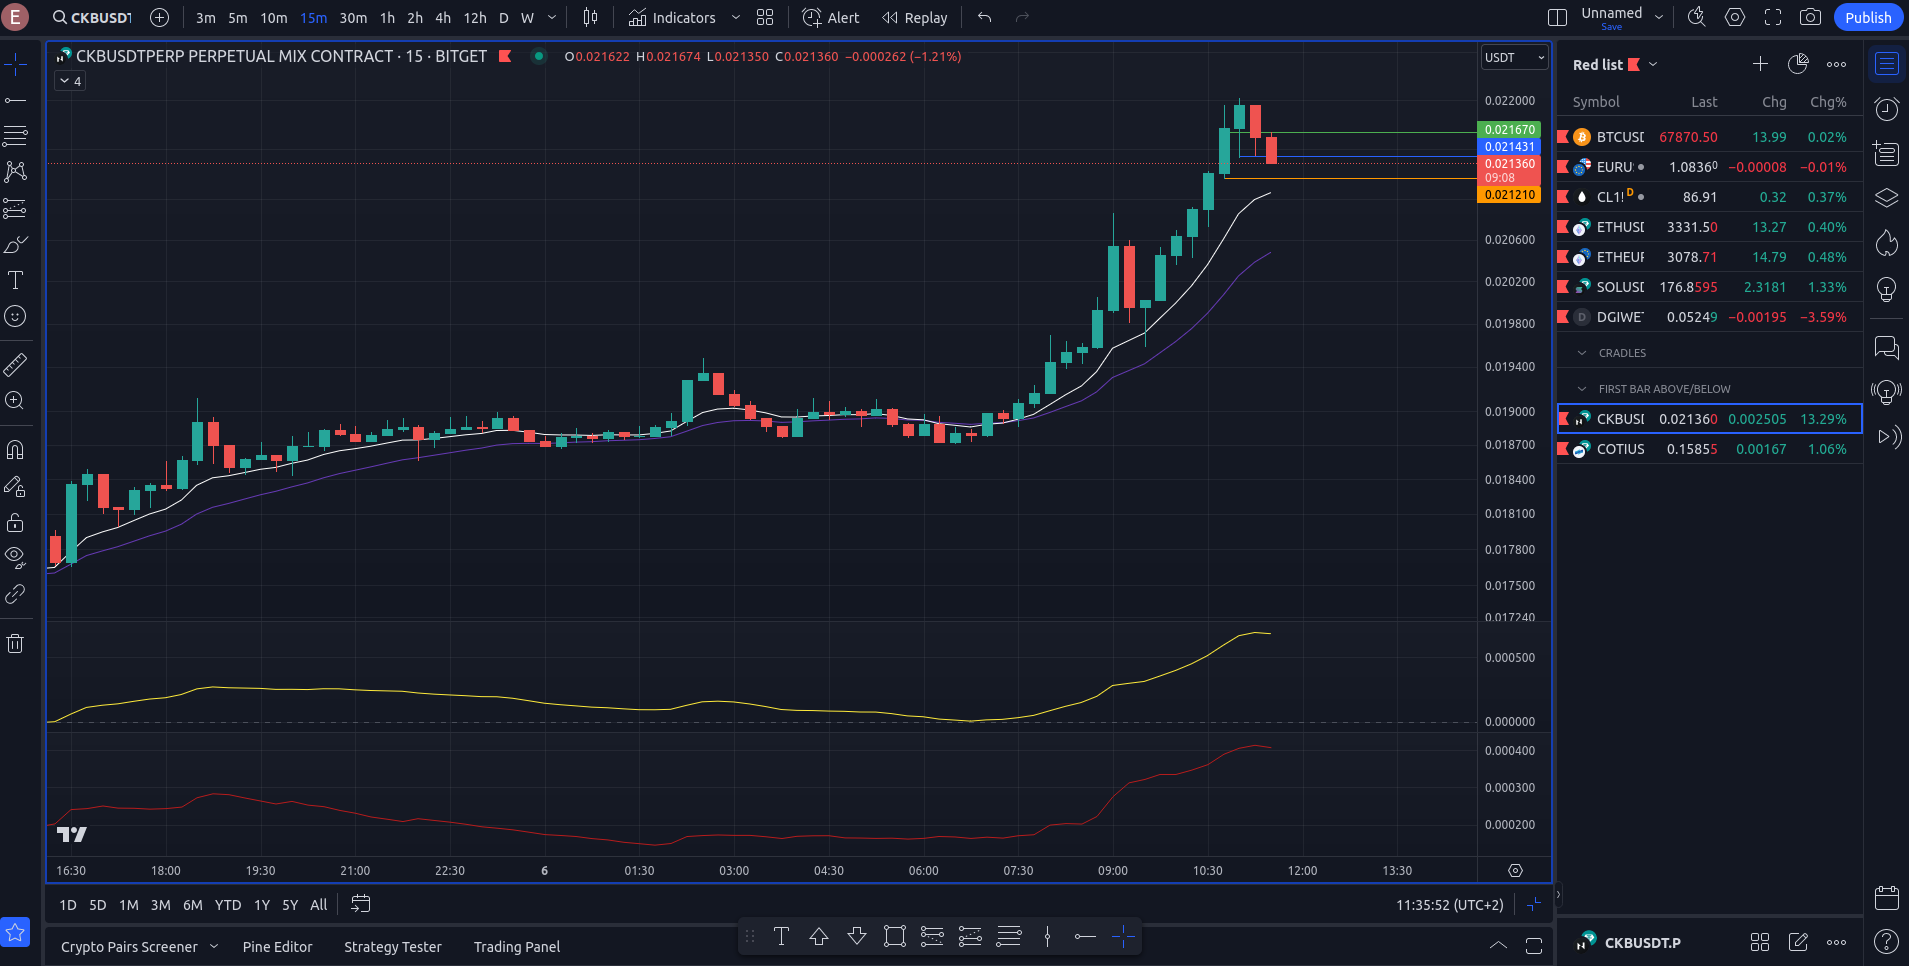 E CKBUSDT 3m 5m 10m 15m 30m 1h 2h 4h 12h D W Indicators Alert Replay Unnamed Save Publish
CKBUSDTPERP PERPETUAL MIX CONTRACT · 15 · BITGET O0.021622 H0.021674 L0.021350 C0.021360 −0.000262 (−1.21%)
4
USDT
0.022000
0.021670
0.021431
0.021360
09:08
0.021210
0.020600
0.020200
0.019800
0.019400
0.019000
0.018700
0.018400
0.018100
0.017800
0.017500
0.017240
0.000500
0.000000
0.000400
0.000300
0.000200
16:30 18:00 19:30 21:00 22:30 6 01:30 03:00 04:30 06:00 07:30 09:00 10:30 12:00 13:30
1D 5D 1M 3M 6M YTD 1Y 5Y All 11:35:52 (UTC+2)
Crypto Pairs Screener Pine Editor Strategy Tester Trading Panel
Red list
Symbol Last Chg Chg%
BTCUSD 67870.50 13.99 0.02%
EURU 1.08360 −0.00008 −0.01%
CL1! D 86.91 0.32 0.37%
ETHUSD 3331.50 13.27 0.40%
ETHEUR 3078.71 14.79 0.48%
SOLUSD 176.8595 2.3181 1.33%
D DGIWET 0.05249 −0.00195 −3.59%
CRADLES
FIRST BAR ABOVE/BELOW
CKBUSD 0.021360 0.002505 13.29%
COTIUS 0.15855 0.00167 1.06%
CKBUSDT.P